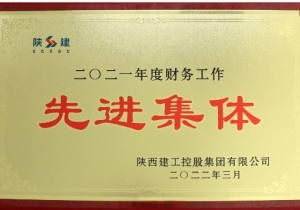 陕建
二〇二一年度财务工作
先进集体
陕西建工控股集团有限公司
二〇二二年三月